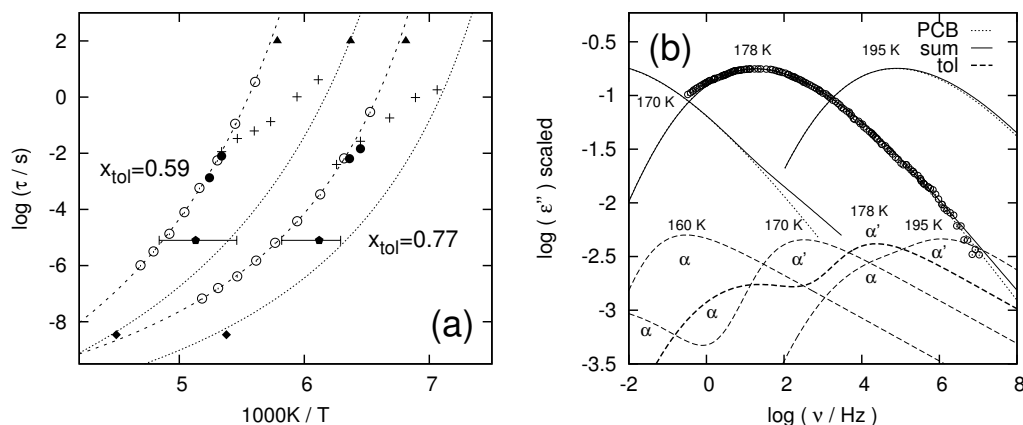 2
0
-2
-4
-6
-8
log (τ / s)
x_tol=0.59
x_tol=0.77
(a)
5 6 7
1000K / T
-0.5
-1
-1.5
-2
-2.5
-3
-3.5
log ( ε'' ) scaled
(b)
PCB
sum
tol
178 K
195 K
170 K
160 K
170 K
178 K
195 K
α
α'
α'
α'
α
α
α
-2 0 2 4 6 8
log ( ν / Hz )